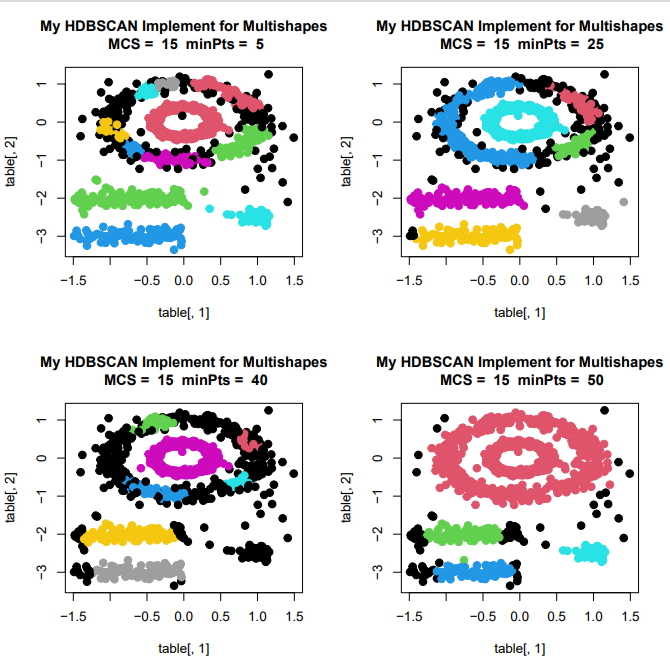 My HDBSCAN Implement for Multishapes
MCS = 15 minPts = 5
table[, 2]
1
0
−1
−2
−3
−1.5
−0.5
0.0
0.5
1.0
1.5
table[, 1]
My HDBSCAN Implement for Multishapes
MCS = 15 minPts = 25
table[, 2]
1
0
−1
−2
−3
−1.5
−0.5
0.0
0.5
1.0
1.5
table[, 1]
My HDBSCAN Implement for Multishapes
MCS = 15 minPts = 40
table[, 2]
1
0
−1
−2
−3
−1.5
−0.5
0.0
0.5
1.0
1.5
table[, 1]
My HDBSCAN Implement for Multishapes
MCS = 15 minPts = 50
table[, 2]
1
0
−1
−2
−3
−1.5
−0.5
0.0
0.5
1.0
1.5
table[, 1]